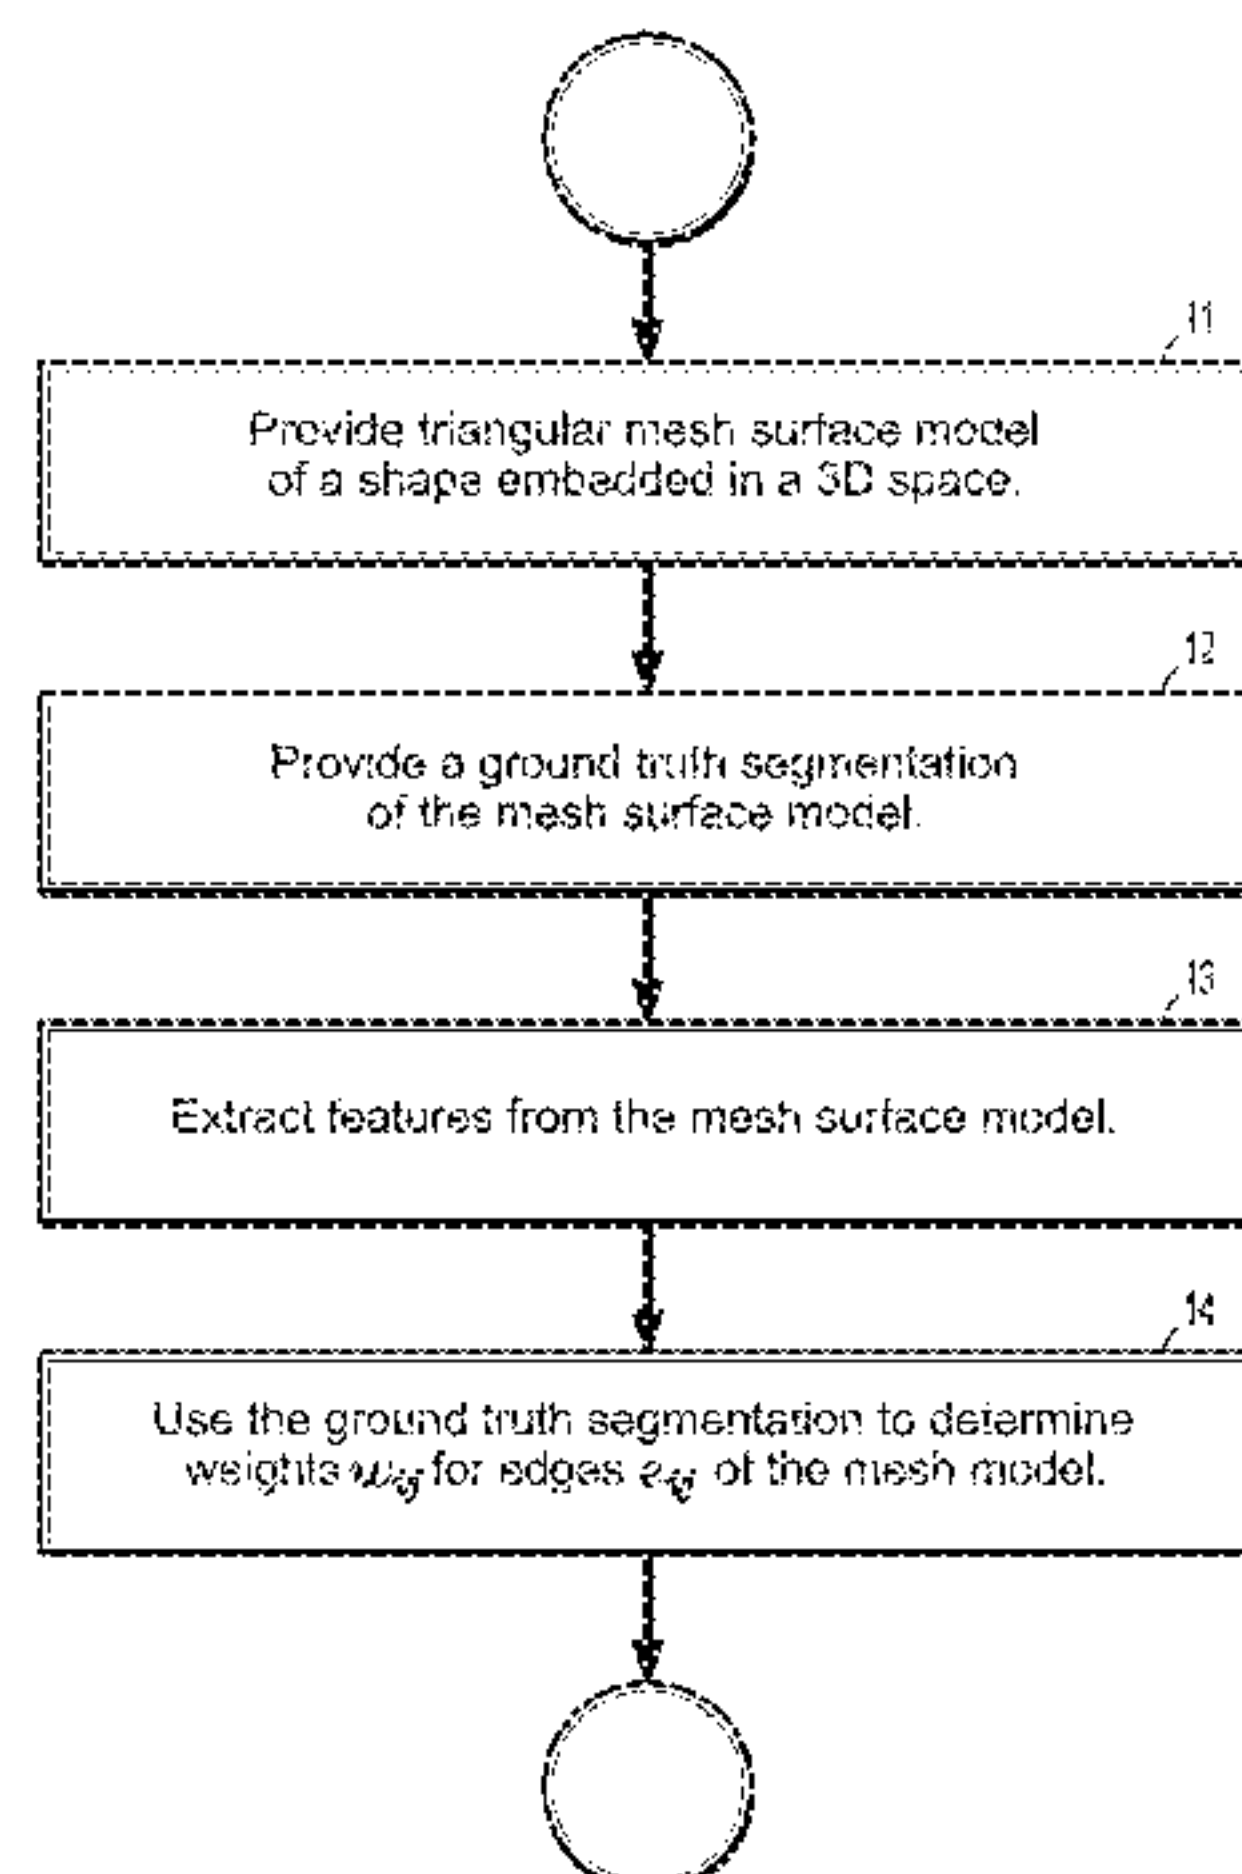 11
Provide triangular mesh surface model
of a shape embedded in a 3D space.
12
Provide a ground truth segmentation
of the mesh surface model.
13
Extract features from the mesh surface model.
14
Use the ground truth segmentation to determine
weights w_ij for edges e_ij of the mesh model.